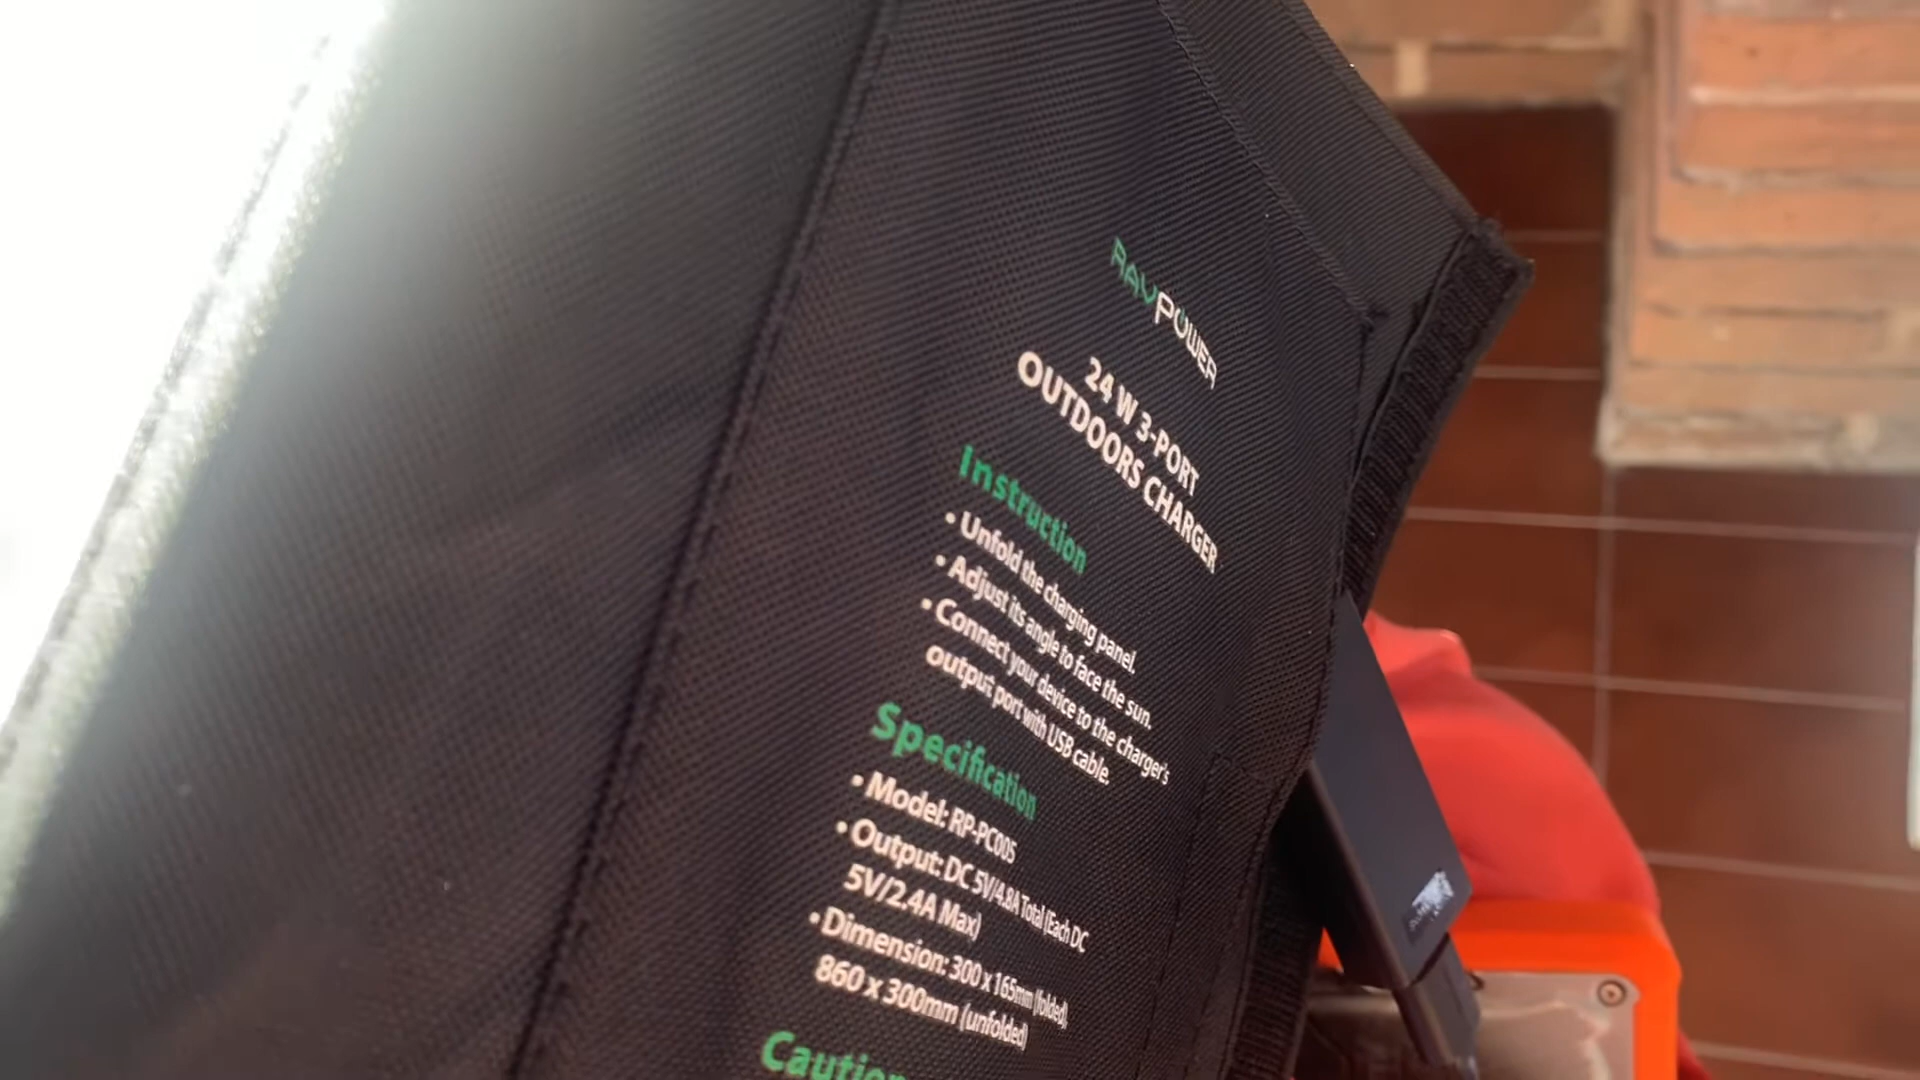 RAVPOWER
24 W 3-PORT
OUTDOORS CHARGER
Instruction
• Unfold the charging panel.
• Adjust its angle to face the sun.
• Connect your device to the charger's
output port with USB cable.
Specification
• Model: RP-PC005
• Output: DC 5V/4.8A Total (Each DC
5V/2.4A Max)
• Dimension: 300 x 165mm (folded),
860 x 300mm (unfolded)
Caution